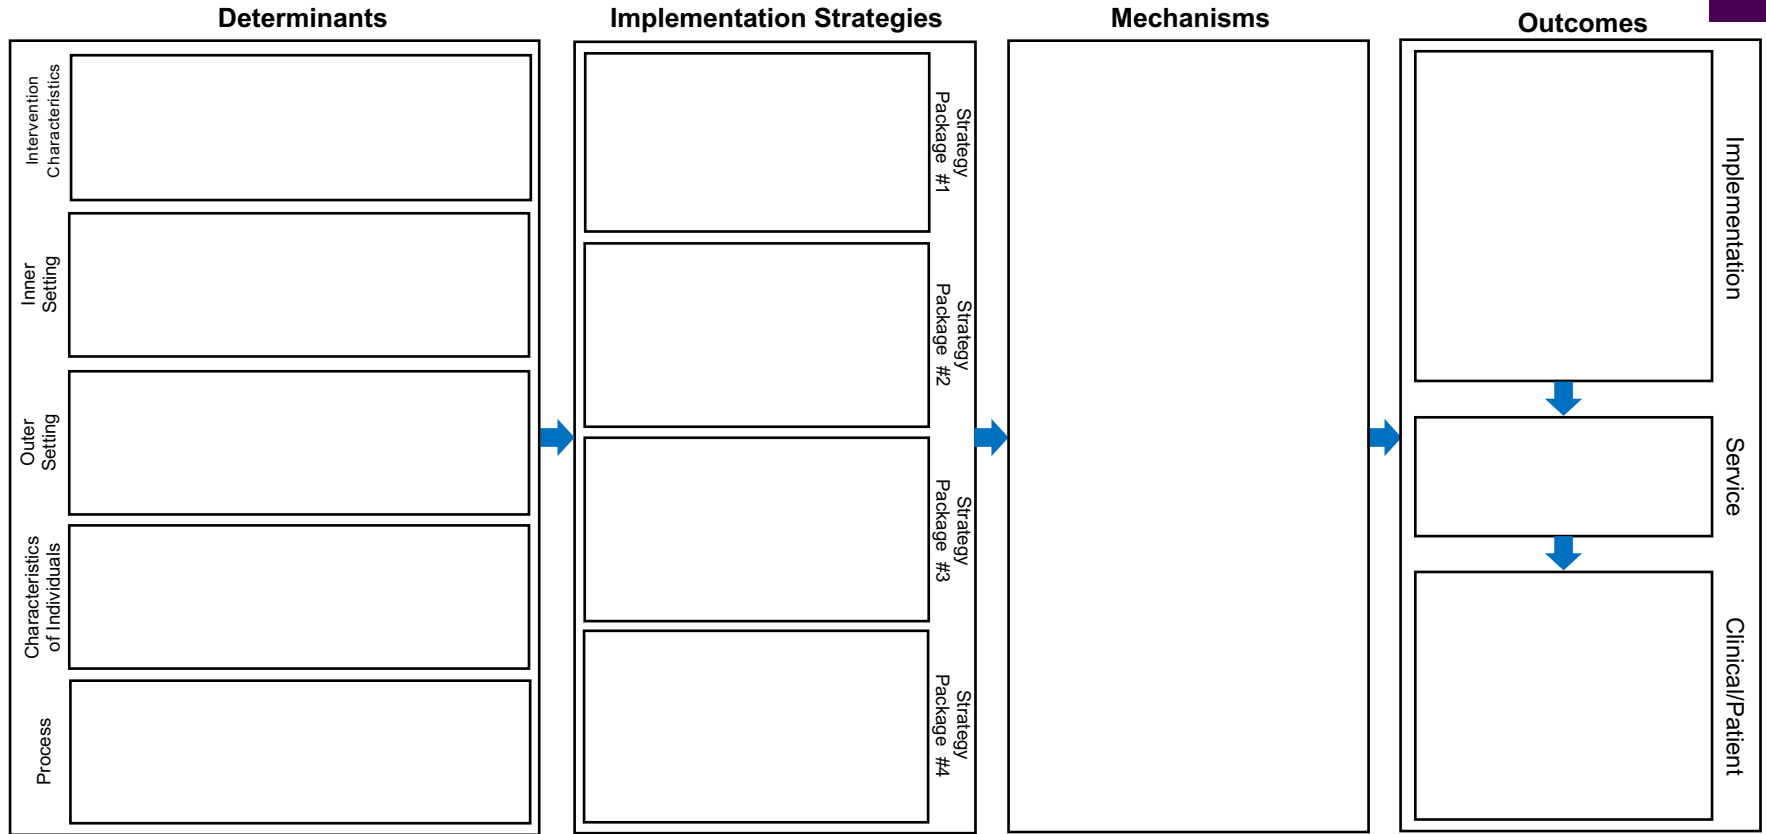 Determinants
Implementation Strategies
Mechanisms
Outcomes
Intervention
Characteristics
Inner
Setting
Outer
Setting
Characteristics
of Individuals
Process
Strategy
Package #1
Strategy
Package #2
Strategy
Package #3
Strategy
Package #4
Implementation
Service
Clinical/Patient